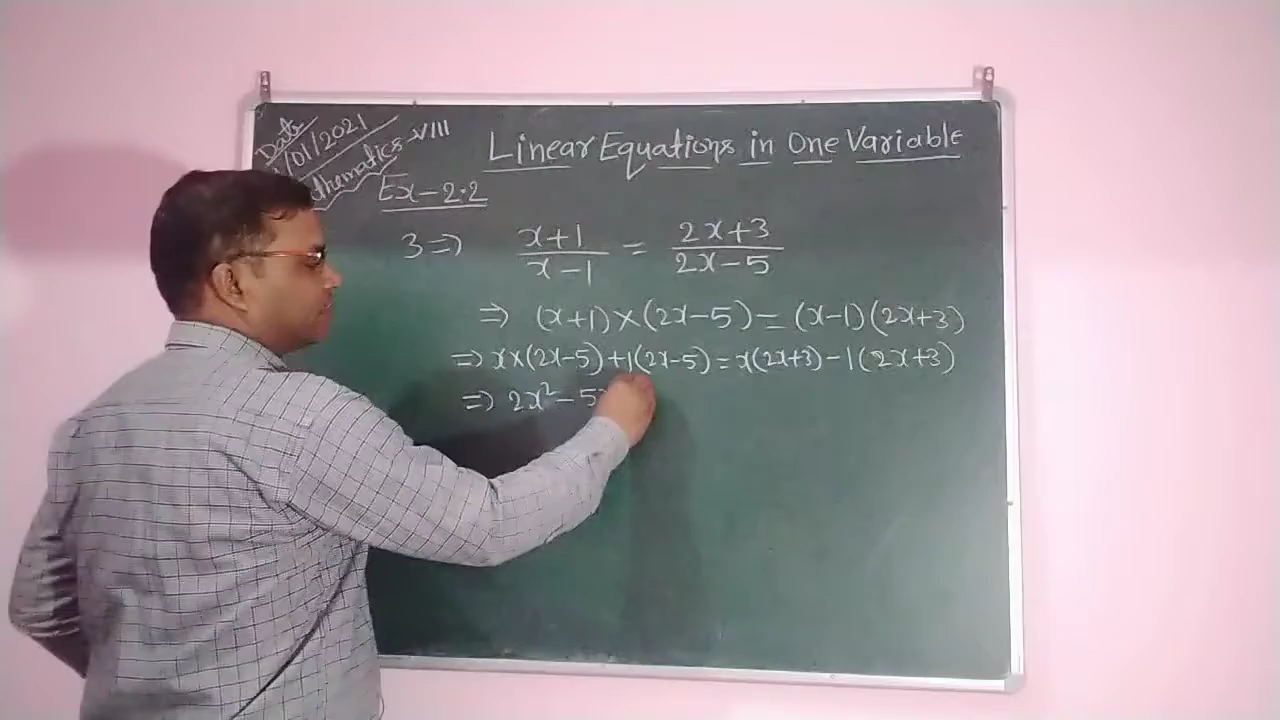 Date
/01/2021
thematics-VIII
Linear Equations in One Variable
Ex-2.2
3⇒ x+1/x-1 = 2x+3/2x-5
⇒ (x+1)×(2x-5)=(x-1)(2x+3)
⇒ x×(2x-5)+1(2x-5)=x(2x+3)-1(2x+3)
⇒ 2x²-5